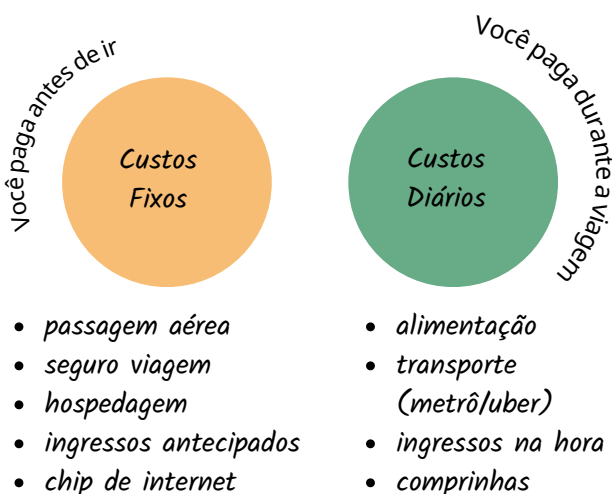 Você paga antes de ir
Custos
Fixos
• passagem aérea
• seguro viagem
• hospedagem
• ingressos antecipados
• chip de internet
Você paga durante a viagem
Custos
Diários
• alimentação
• transporte
(metrô/uber)
• ingressos na hora
• comprinhas